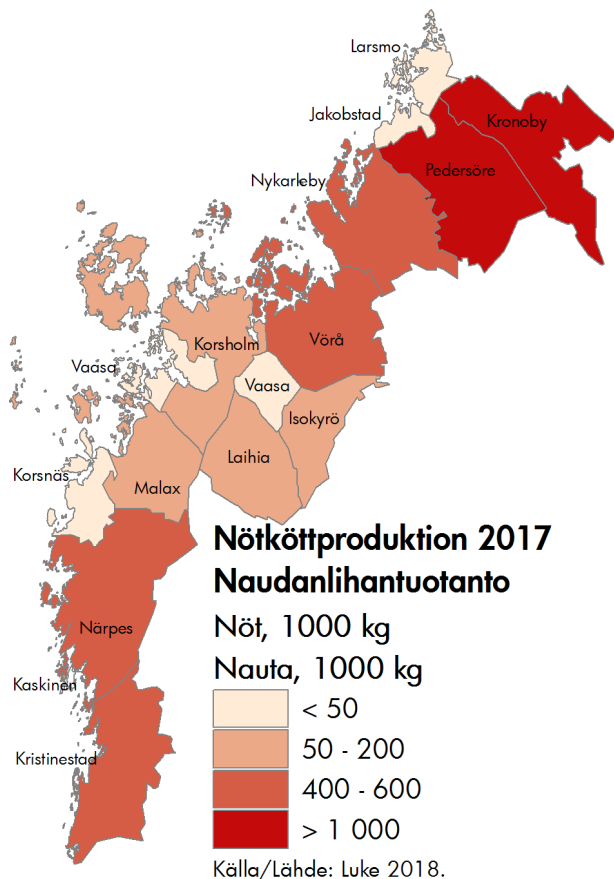 Larsmo
Jakobstad
Kronoby
Pedersöre
Nykarleby
Korsholm
Vörå
Vaasa
Vaasa
Isokyrö
Laihia
Korsnäs
Malax
Nötköttproduktion 2017
Naudanlihantuotanto
Nöt, 1000 kg
Nauta, 1000 kg
Närpes
Kaskinen
Kristinestad
< 50
50 - 200
400 - 600
> 1 000
Källa/Lähde: Luke 2018.